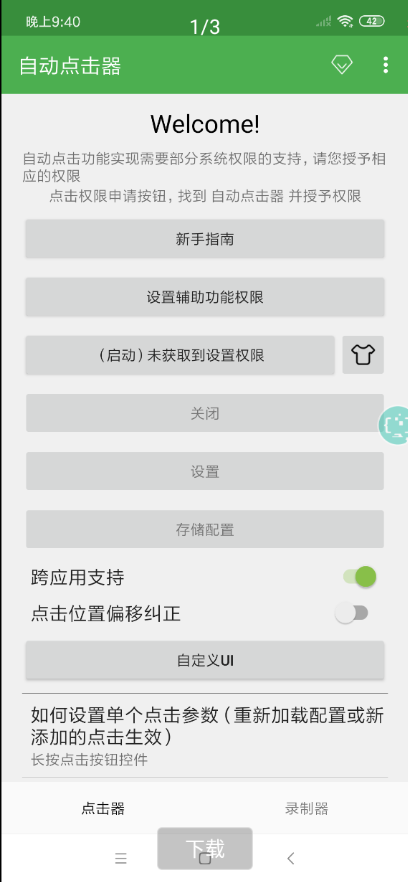 晚上9:40
1/3
42
自动点击器
Welcome!
自动点击功能实现需要部分系统权限的支持，请您授予相
应的权限
点击权限申请按钮，找到 自动点击器 并授予权限
新手指南
设置辅助功能权限
（启动）未获取到设置权限
关闭
设置
存储配置
跨应用支持
点击位置偏移纠正
自定义UI
如何设置单个点击参数（重新加载配置或新
添加的点击生效）
长按点击按钮控件
点击器
录制器
下载